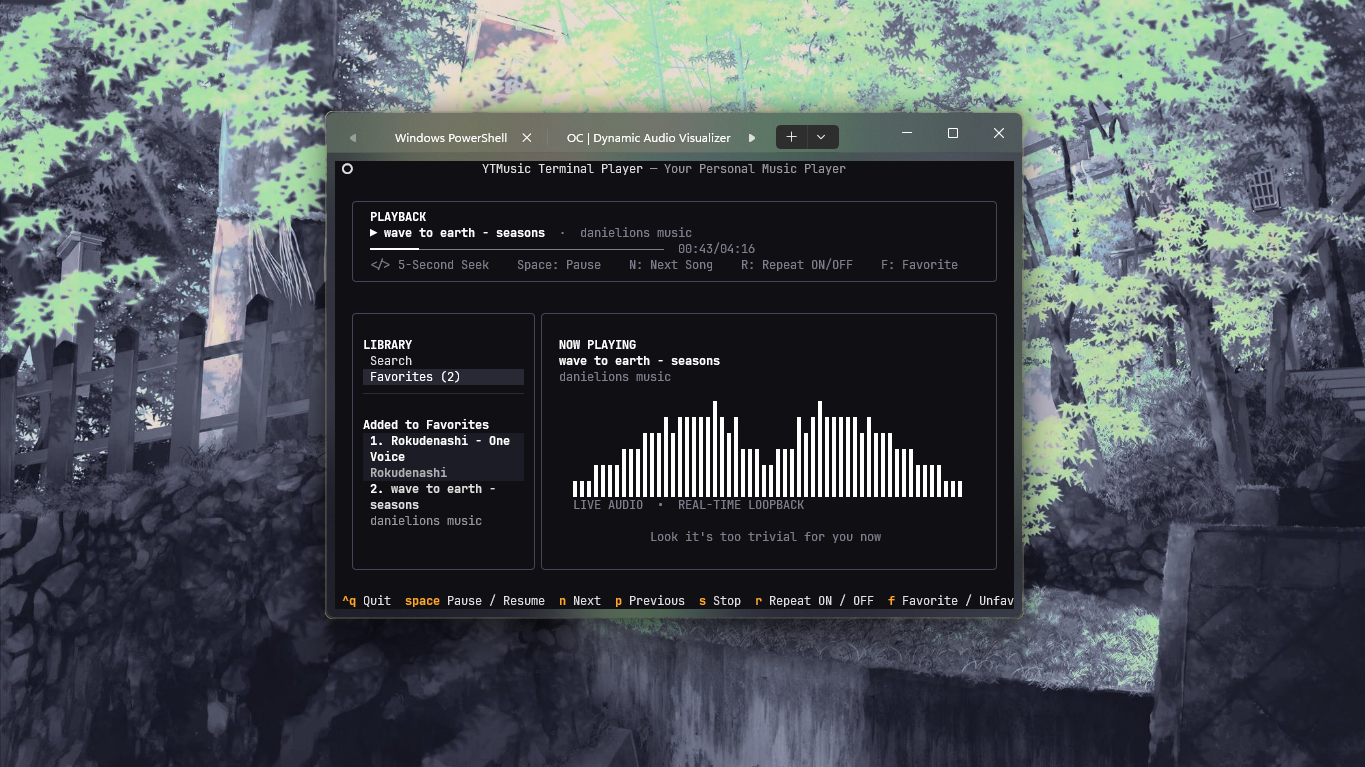 Windows PowerShell
OC | Dynamic Audio Visualizer
YTMusic Terminal Player — Your Personal Music Player
PLAYBACK
▶ wave to earth - seasons · danielions music
00:43/04:16
</> 5-Second Seek Space: Pause N: Next Song R: Repeat ON/OFF F: Favorite
LIBRARY
Search
Favorites (2)
Added to Favorites
1. Rokudenashi - One
Voice
Rokudenashi
2. wave to earth -
seasons
danielions music
NOW PLAYING
wave to earth - seasons
danielions music
LIVE AUDIO • REAL-TIME LOOPBACK
Look it's too trivial for you now
^q Quit space Pause / Resume n Next p Previous s Stop r Repeat ON / OFF f Favorite / Unfav